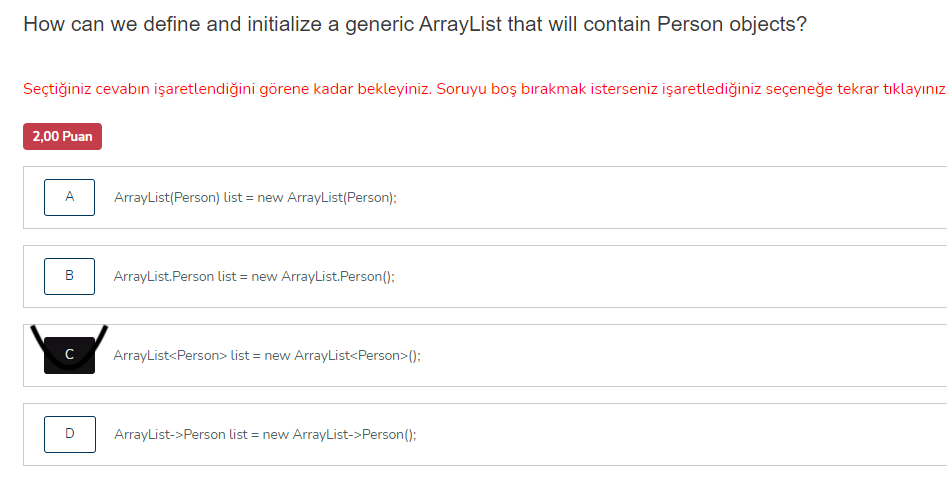 How can we define and initialize a generic ArrayList that will contain Person objects?
Seçtiğiniz cevabın işaretlendiğini görene kadar bekleyiniz. Soruyu boş bırakmak isterseniz işaretlediğiniz seçeneğe tekrar tıklayınız
2,00 Puan
A ArrayList(Person) list = new ArrayList(Person);
B ArrayList.Person list = new ArrayList.Person();
C ArrayList<Person> list = new ArrayList<Person>();
D ArrayList->Person list = new ArrayList->Person();